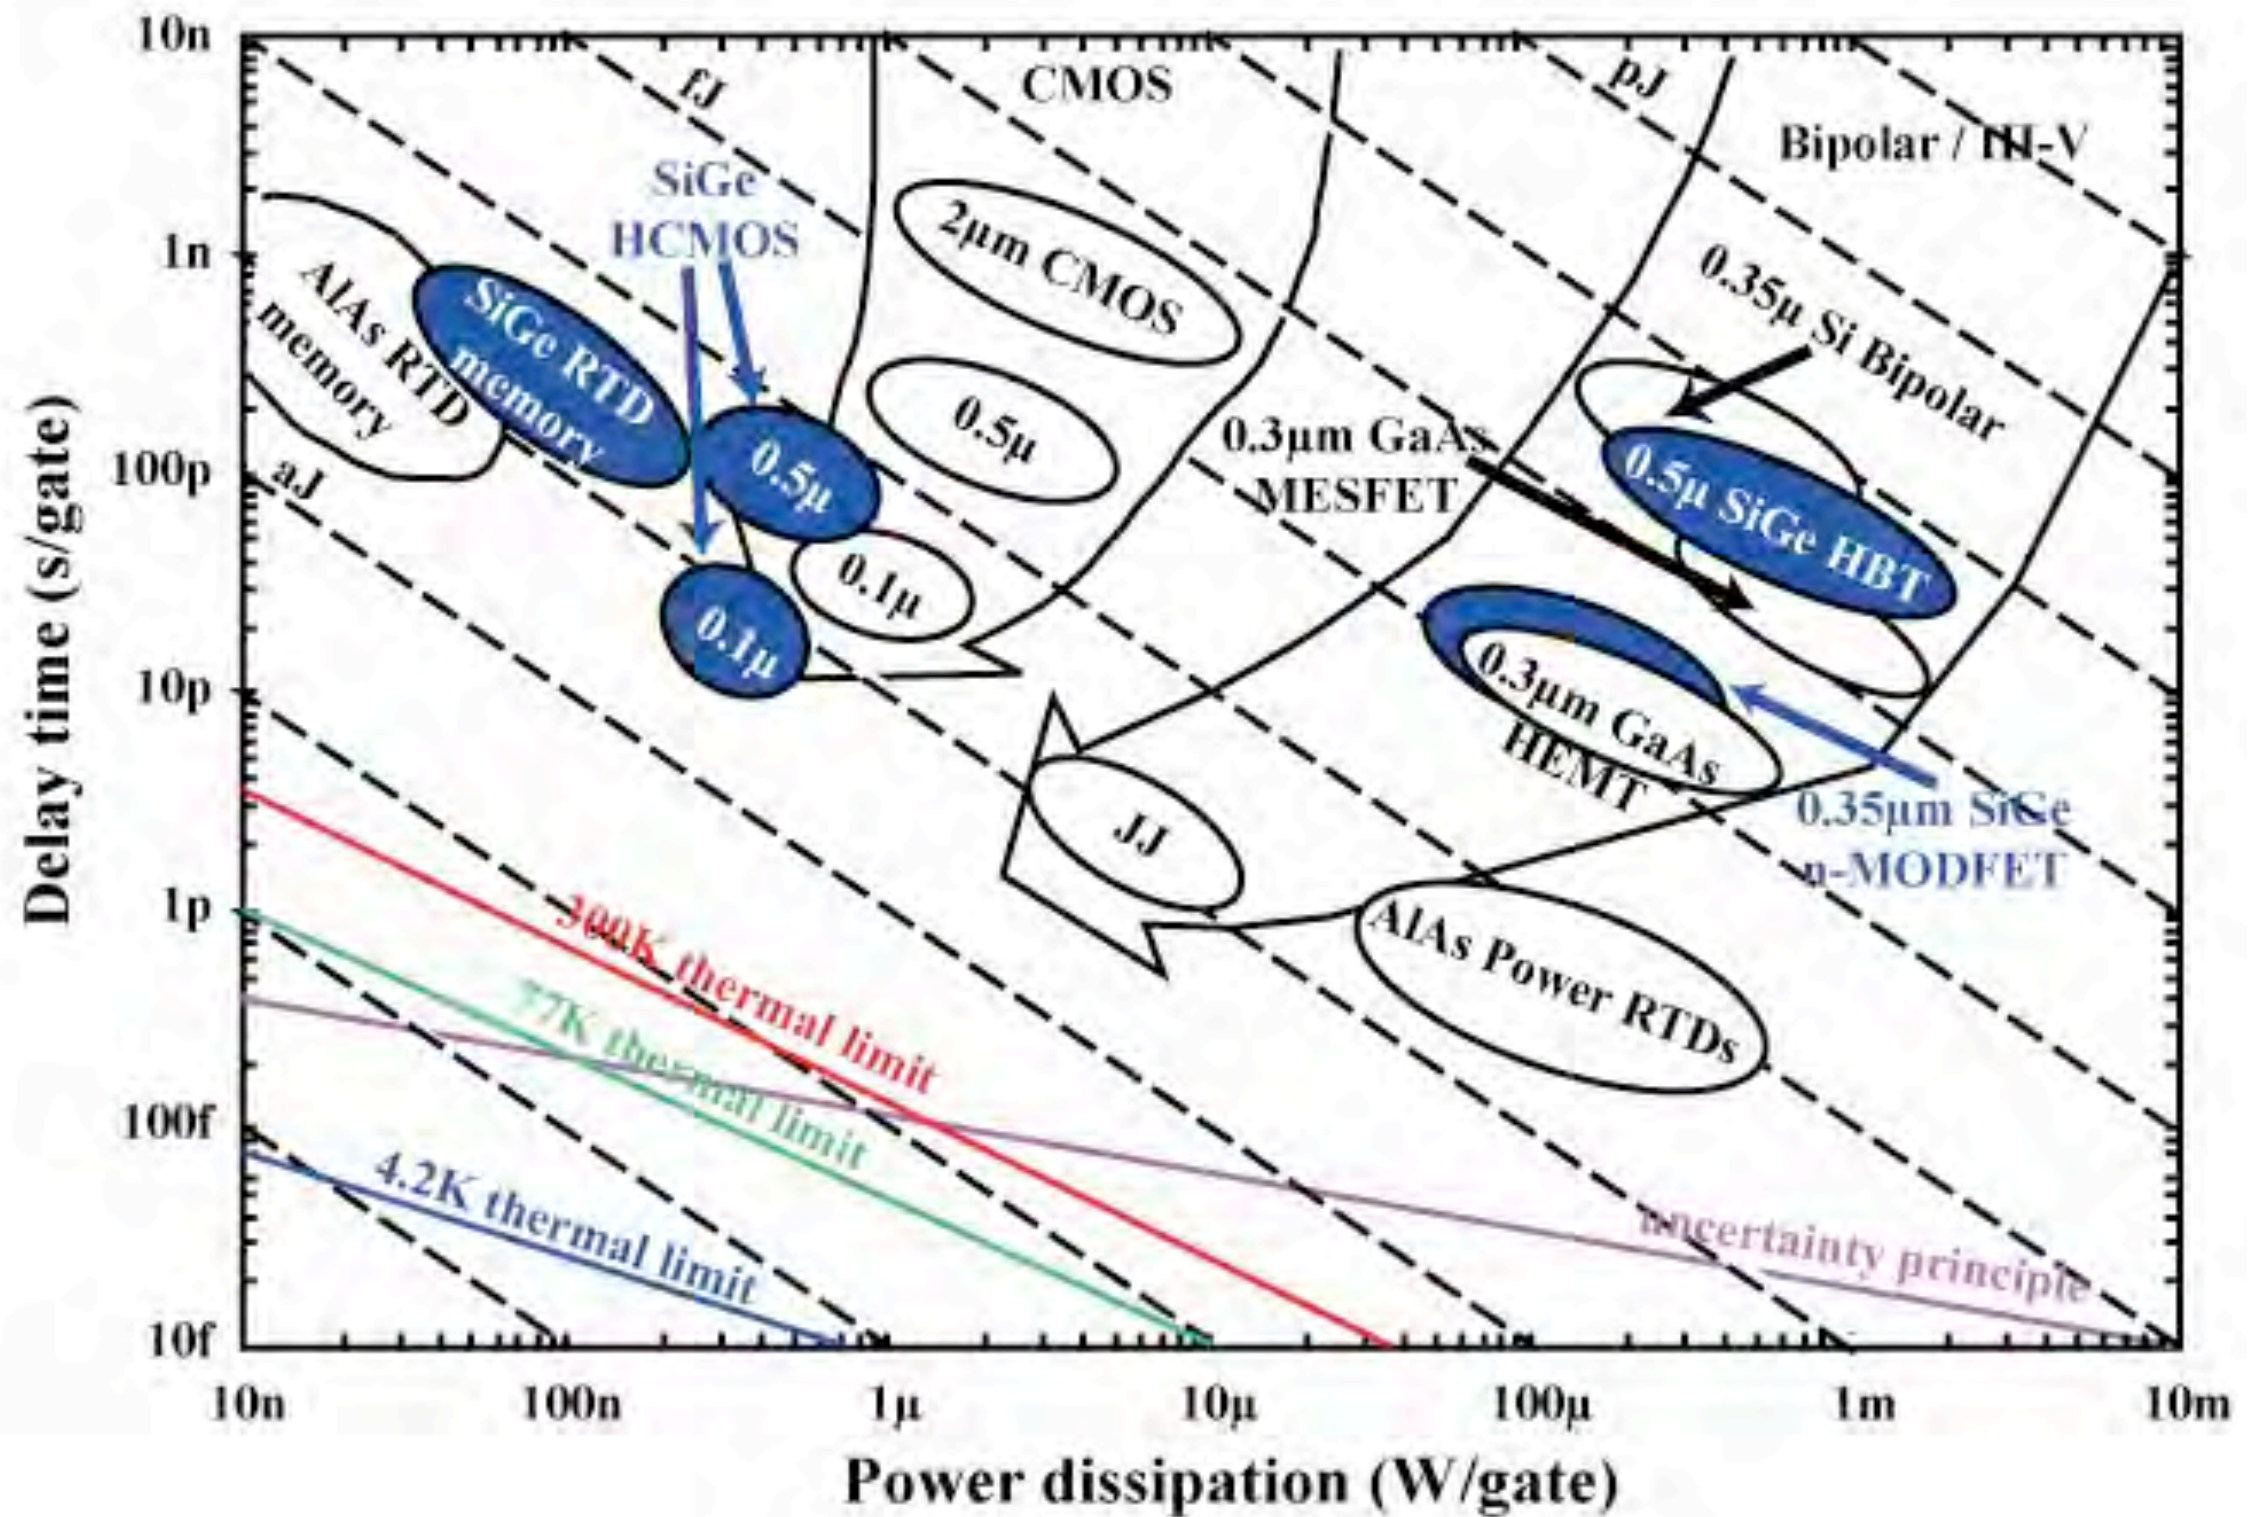 10n
1n
100p
10p
1p
100f
10f
Delay time (s/gate)
10n
100n
1µ
10µ
100µ
1m
10m
Power dissipation (W/gate)
fJ
CMOS
pJ
Bipolar / III-V
SiGe
HCMOS
2µm CMOS
0.35µ Si Bipolar
AlAs RTD
memory
SiGe RTD
memory
0.5µ
0.5µ
0.3µm GaAs
MESFET
0.5µ SiGe HBT
aJ
0.1µ
0.1µ
0.3µm GaAs
HEMT
0.35µm SiGe
n-MODFET
JJ
AlAs Power RTDs
300K thermal limit
77K thermal limit
4.2K thermal limit
uncertainty principle